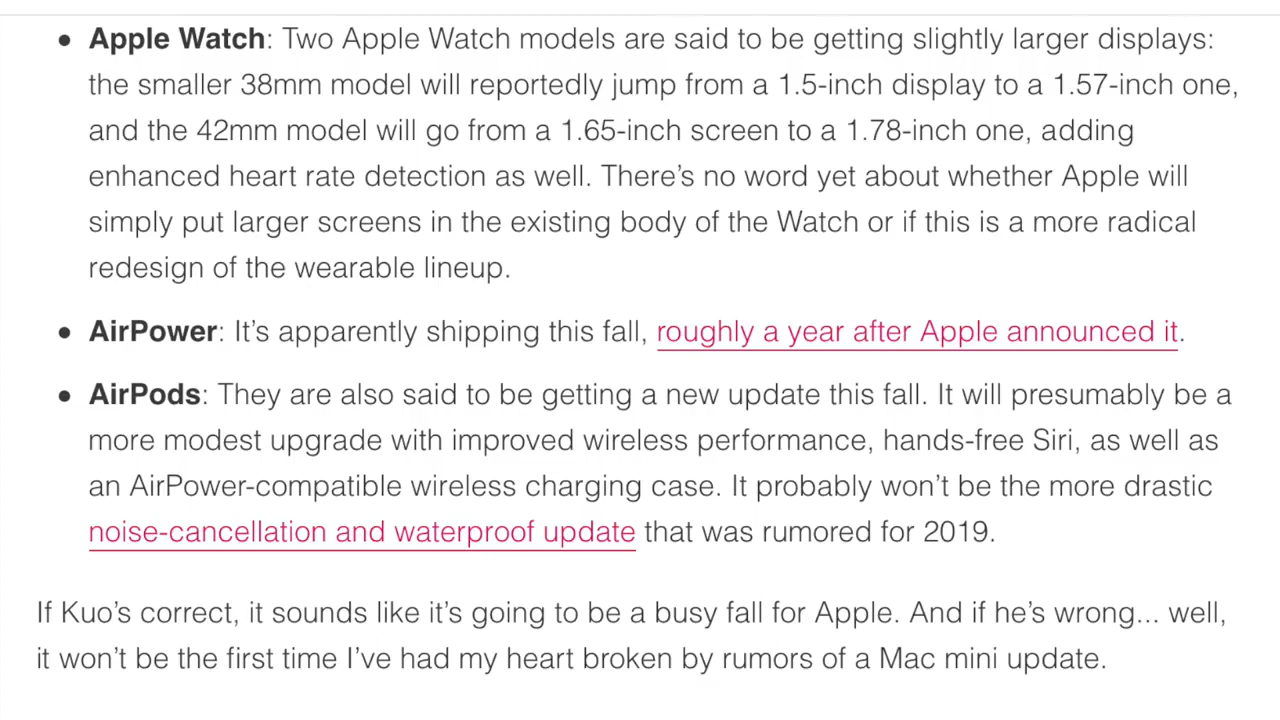 • Apple Watch: Two Apple Watch models are said to be getting slightly larger displays:
the smaller 38mm model will reportedly jump from a 1.5-inch display to a 1.57-inch one,
and the 42mm model will go from a 1.65-inch screen to a 1.78-inch one, adding
enhanced heart rate detection as well. There’s no word yet about whether Apple will
simply put larger screens in the existing body of the Watch or if this is a more radical
redesign of the wearable lineup.
• AirPower: It’s apparently shipping this fall, roughly a year after Apple announced it.
• AirPods: They are also said to be getting a new update this fall. It will presumably be a
more modest upgrade with improved wireless performance, hands-free Siri, as well as
an AirPower-compatible wireless charging case. It probably won’t be the more drastic
noise-cancellation and waterproof update that was rumored for 2019.
If Kuo’s correct, it sounds like it’s going to be a busy fall for Apple. And if he’s wrong... well,
it won’t be the first time I’ve had my heart broken by rumors of a Mac mini update.